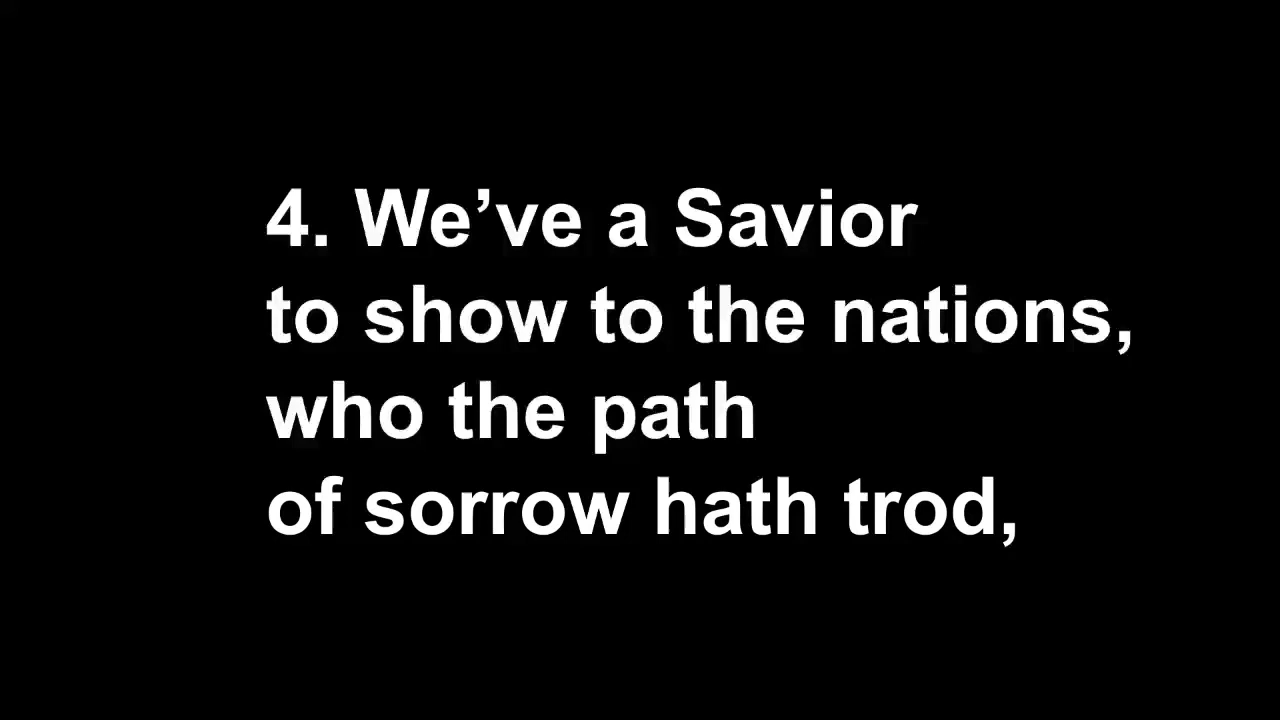 4. We’ve a Savior
to show to the nations,
who the path
of sorrow hath trod,